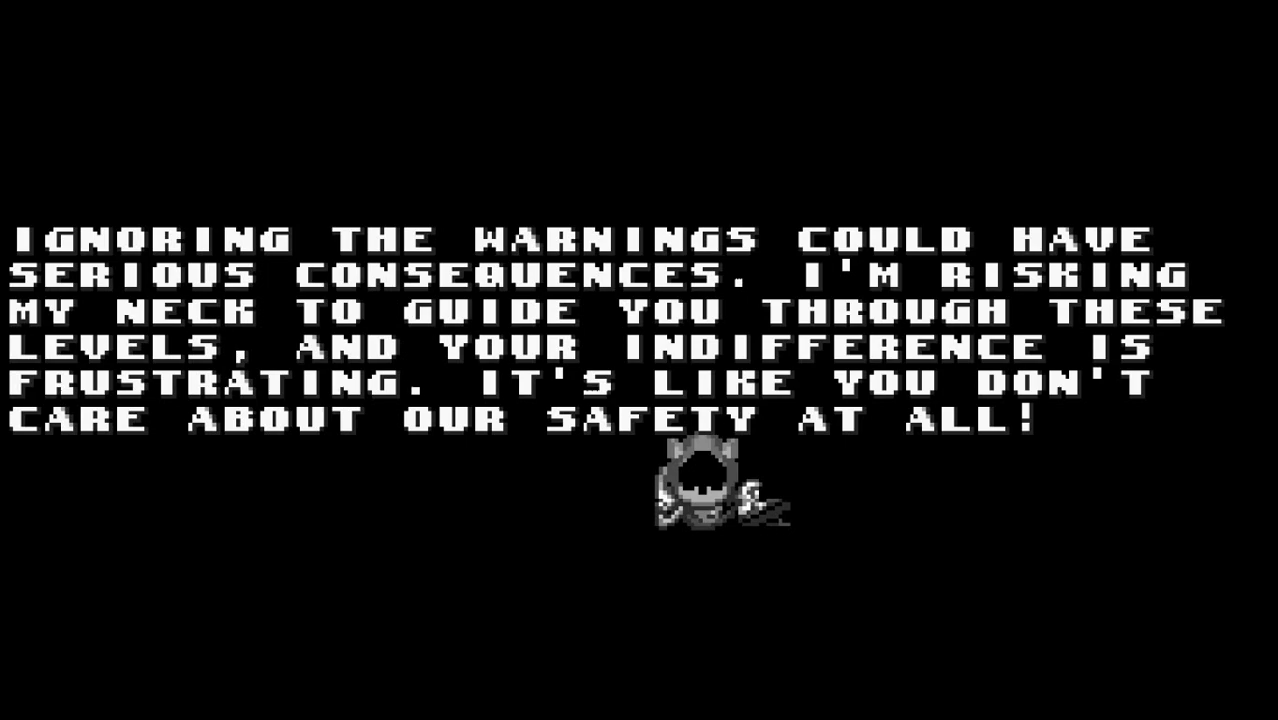 IGNORING THE WARNINGS COULD HAVE
SERIOUS CONSEQUENCES. I'M RISKING
MY NECK TO GUIDE YOU THROUGH THESE
LEVELS, AND YOUR INDIFFERENCE IS
FRUSTRATING. IT'S LIKE YOU DON'T
CARE ABOUT OUR SAFETY AT ALL!